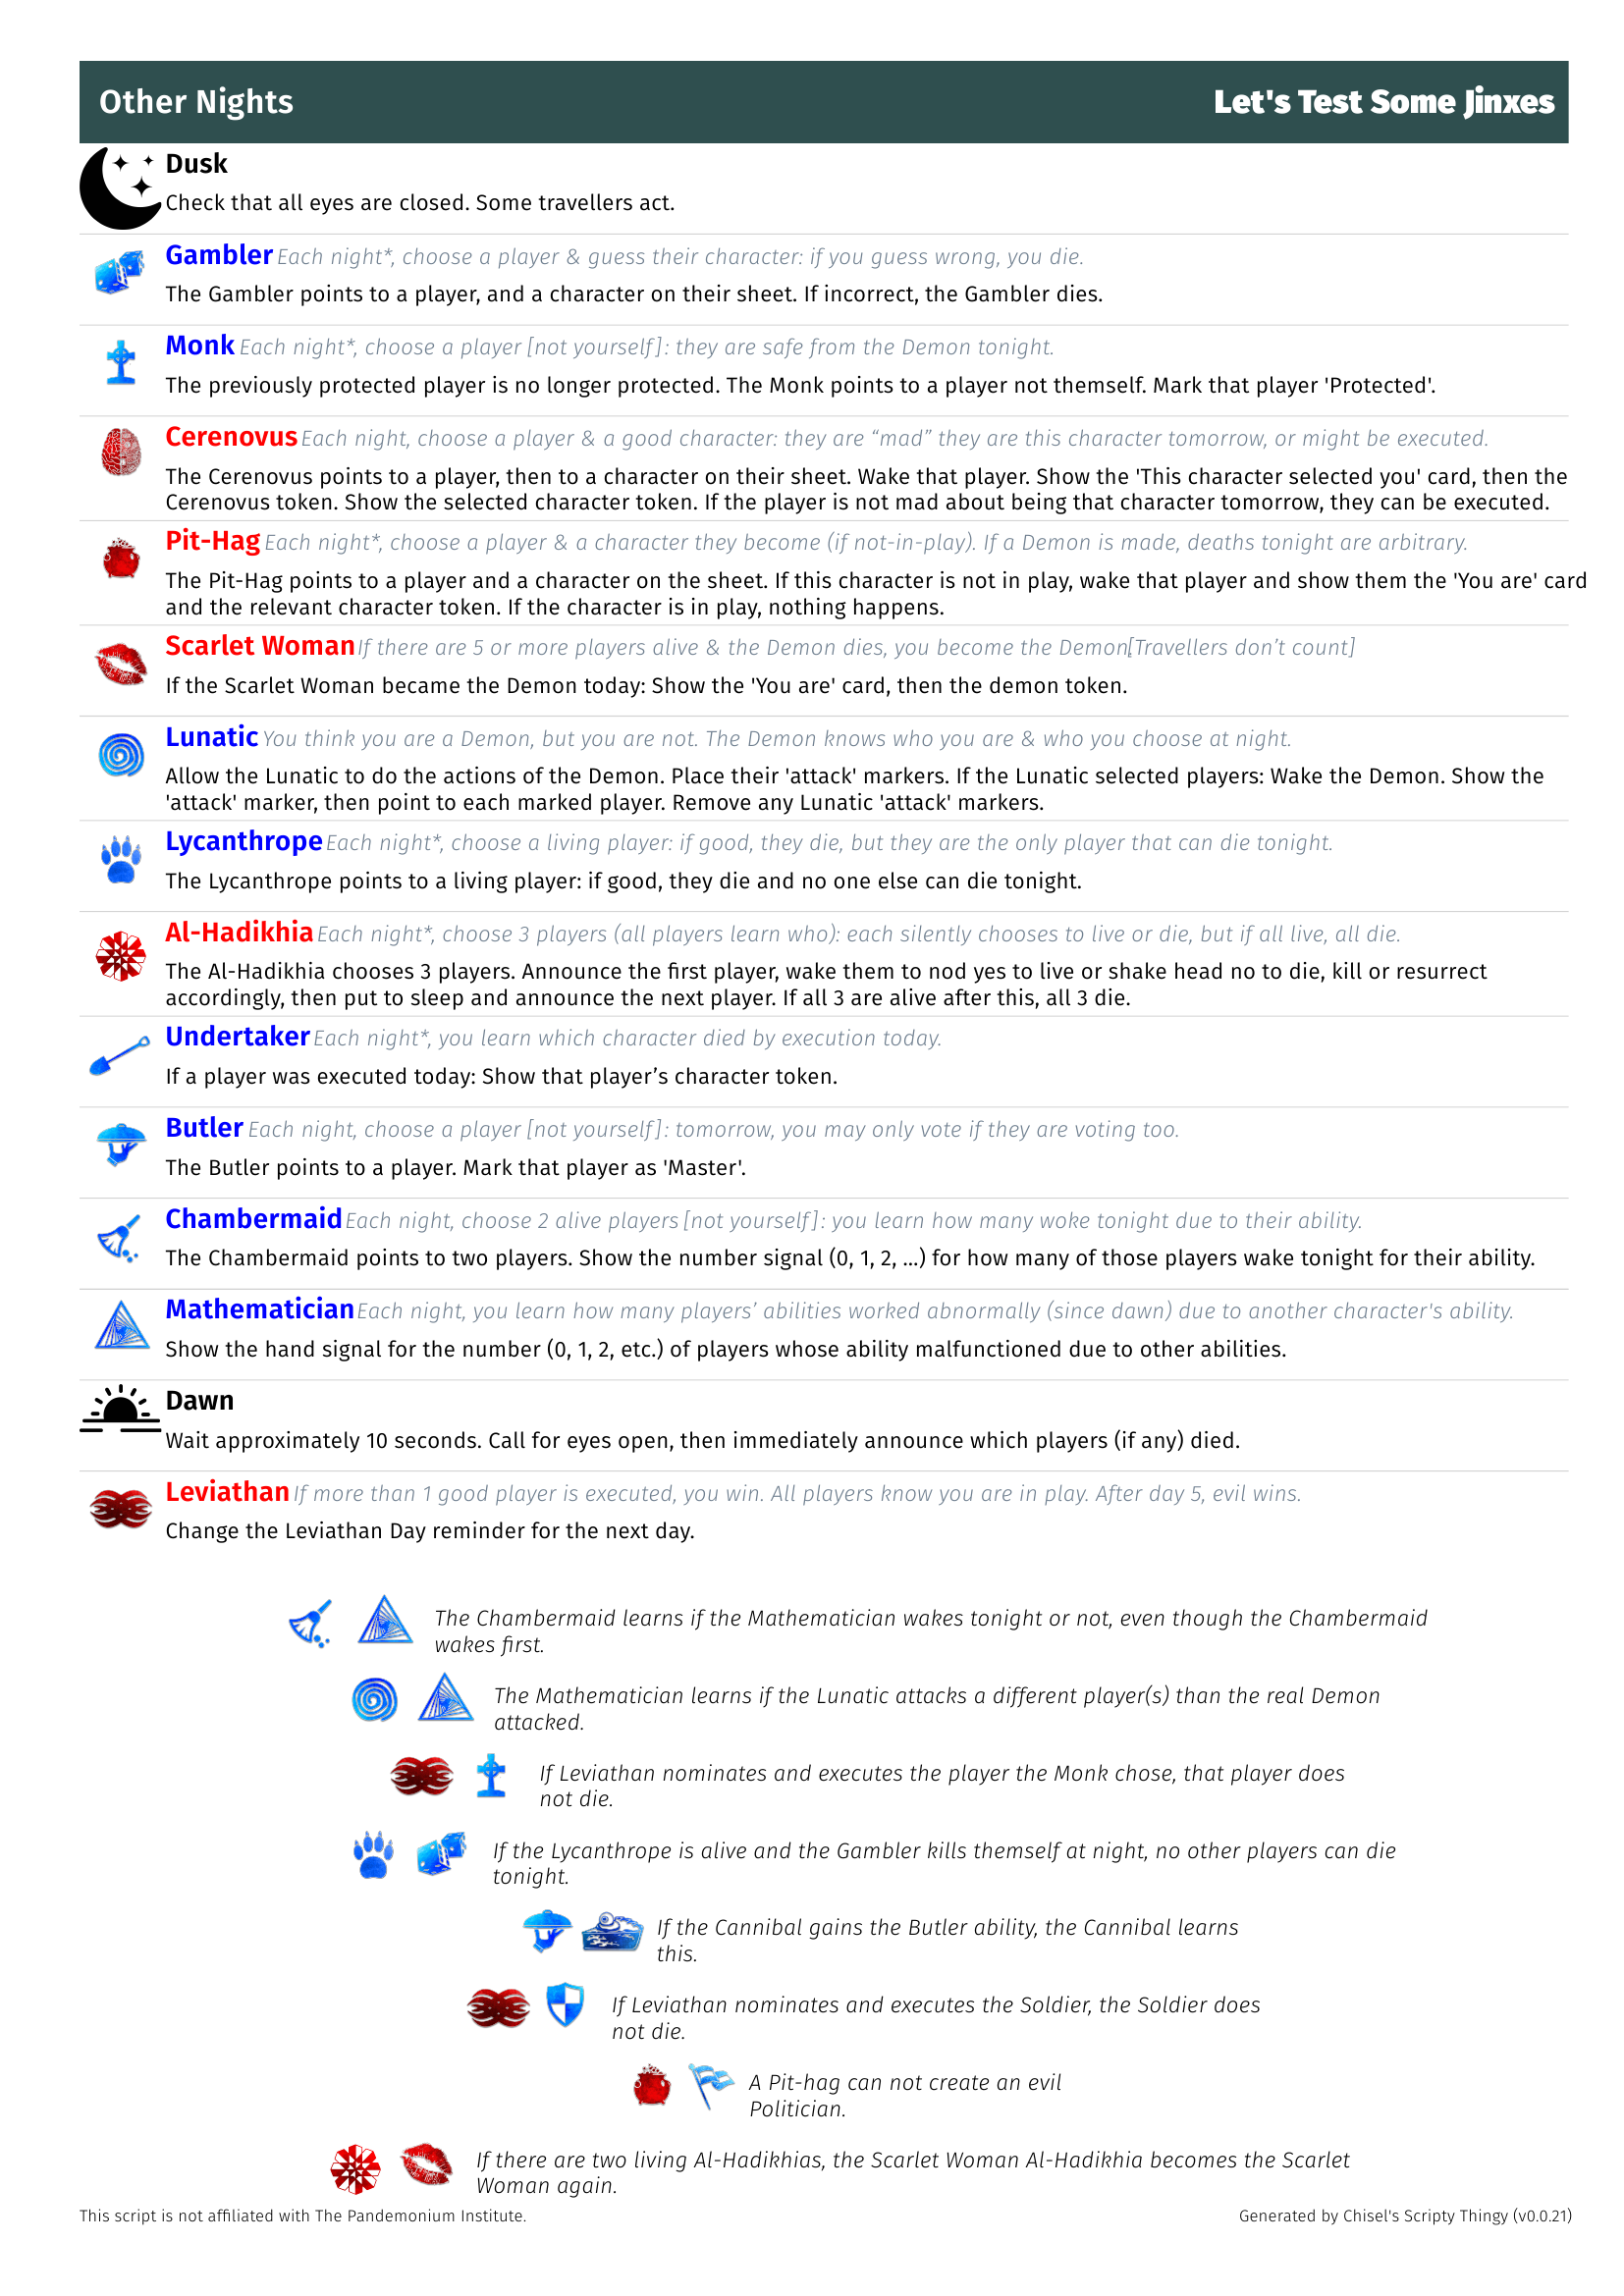 Other Nights
Let's Test Some Jinxes
Dusk
Check that all eyes are closed. Some travellers act.
Gambler Each night*, choose a player & guess their character: if you guess wrong, you die.
The Gambler points to a player, and a character on their sheet. If incorrect, the Gambler dies.
Monk Each night*, choose a player [not yourself]: they are safe from the Demon tonight.
The previously protected player is no longer protected. The Monk points to a player not themself. Mark that player 'Protected'.
Cerenovus Each night, choose a player & a good character: they are “mad” they are this character tomorrow, or might be executed.
The Cerenovus points to a player, then to a character on their sheet. Wake that player. Show the 'This character selected you' card, then the
Cerenovus token. Show the selected character token. If the player is not mad about being that character tomorrow, they can be executed.
Pit-Hag Each night*, choose a player & a character they become (if not-in-play). If a Demon is made, deaths tonight are arbitrary.
The Pit-Hag points to a player and a character on the sheet. If this character is not in play, wake that player and show them the 'You are' card
and the relevant character token. If the character is in play, nothing happens.
Scarlet Woman If there are 5 or more players alive & the Demon dies, you become the Demon[Travellers don’t count]
If the Scarlet Woman became the Demon today: Show the 'You are' card, then the demon token.
Lunatic You think you are a Demon, but you are not. The Demon knows who you are & who you choose at night.
Allow the Lunatic to do the actions of the Demon. Place their 'attack' markers. If the Lunatic selected players: Wake the Demon. Show the
'attack' marker, then point to each marked player. Remove any Lunatic 'attack' markers.
Lycanthrope Each night*, choose a living player: if good, they die, but they are the only player that can die tonight.
The Lycanthrope points to a living player: if good, they die and no one else can die tonight.
Al-Hadikhia Each night*, choose 3 players (all players learn who): each silently chooses to live or die, but if all live, all die.
The Al-Hadikhia chooses 3 players. Announce the first player, wake them to nod yes to live or shake head no to die, kill or resurrect
accordingly, then put to sleep and announce the next player. If all 3 are alive after this, all 3 die.
Undertaker Each night*, you learn which character died by execution today.
If a player was executed today: Show that player’s character token.
Butler Each night, choose a player [not yourself]: tomorrow, you may only vote if they are voting too.
The Butler points to a player. Mark that player as 'Master'.
Chambermaid Each night, choose 2 alive players [not yourself]: you learn how many woke tonight due to their ability.
The Chambermaid points to two players. Show the number signal (0, 1, 2, ...) for how many of those players wake tonight for their ability.
Mathematician Each night, you learn how many players’ abilities worked abnormally (since dawn) due to another character's ability.
Show the hand signal for the number (0, 1, 2, etc.) of players whose ability malfunctioned due to other abilities.
Dawn
Wait approximately 10 seconds. Call for eyes open, then immediately announce which players (if any) died.
Leviathan If more than 1 good player is executed, you win. All players know you are in play. After day 5, evil wins.
Change the Leviathan Day reminder for the next day.
The Chambermaid learns if the Mathematician wakes tonight or not, even though the Chambermaid
wakes first.
The Mathematician learns if the Lunatic attacks a different player(s) than the real Demon
attacked.
If Leviathan nominates and executes the player the Monk chose, that player does
not die.
If the Lycanthrope is alive and the Gambler kills themself at night, no other players can die
tonight.
If the Cannibal gains the Butler ability, the Cannibal learns
this.
If Leviathan nominates and executes the Soldier, the Soldier does
not die.
A Pit-hag can not create an evil
Politician.
If there are two living Al-Hadikhias, the Scarlet Woman Al-Hadikhia becomes the Scarlet
Woman again.
This script is not affiliated with The Pandemonium Institute.
Generated by Chisel's Scripty Thingy (v0.0.21)